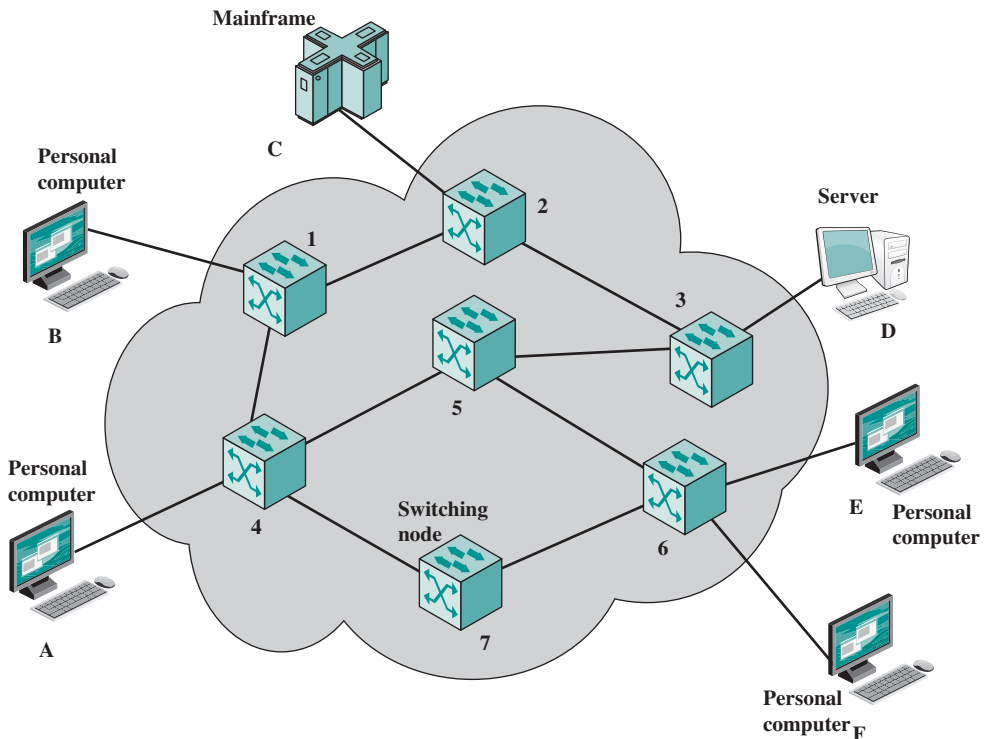 Mainframe
C
Personal
computer
B
1
2
Server
D
3
5
Personal
computer
A
4
Switching
node
7
6
E
Personal
computer
Personal
computer
F